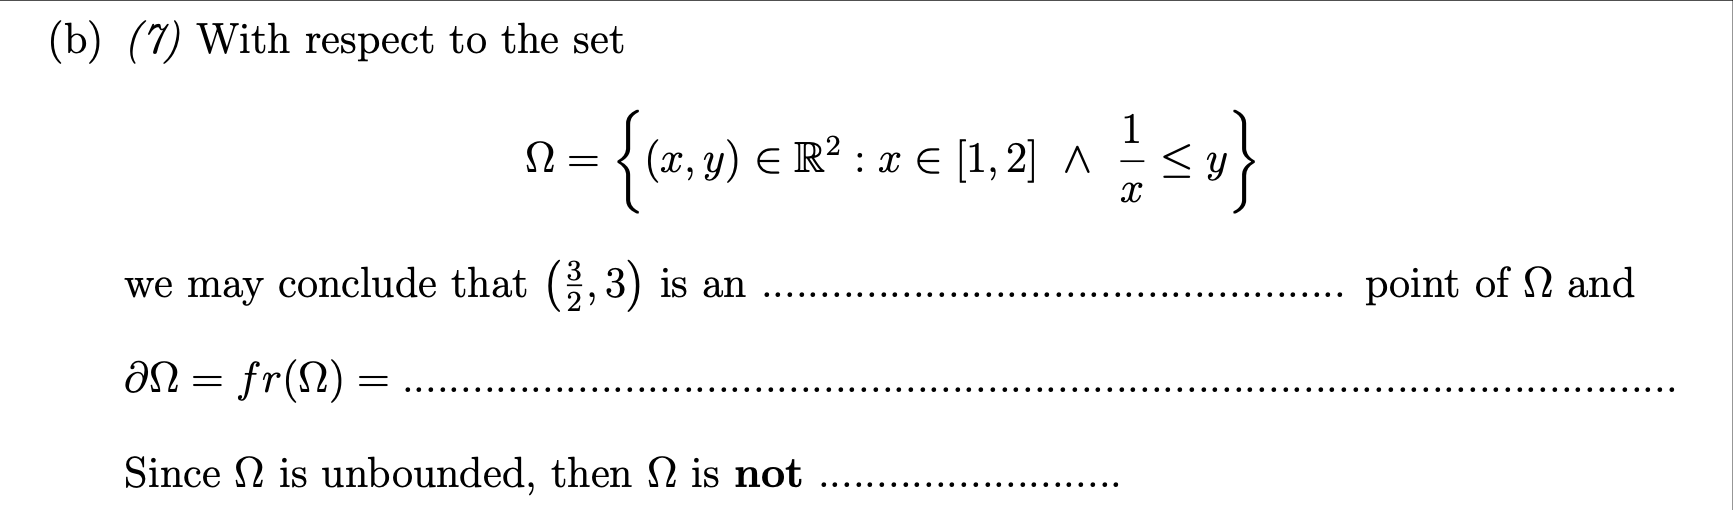 (b) (7) With respect to the set
Ω = {(x, y) ∈ ℝ² : x ∈ [1, 2] ∧ 1/x ≤ y}
we may conclude that (3/2, 3) is an .................................................. point of Ω and
∂Ω = fr(Ω) = ..............................................................................................................
Since Ω is unbounded, then Ω is not ..........................